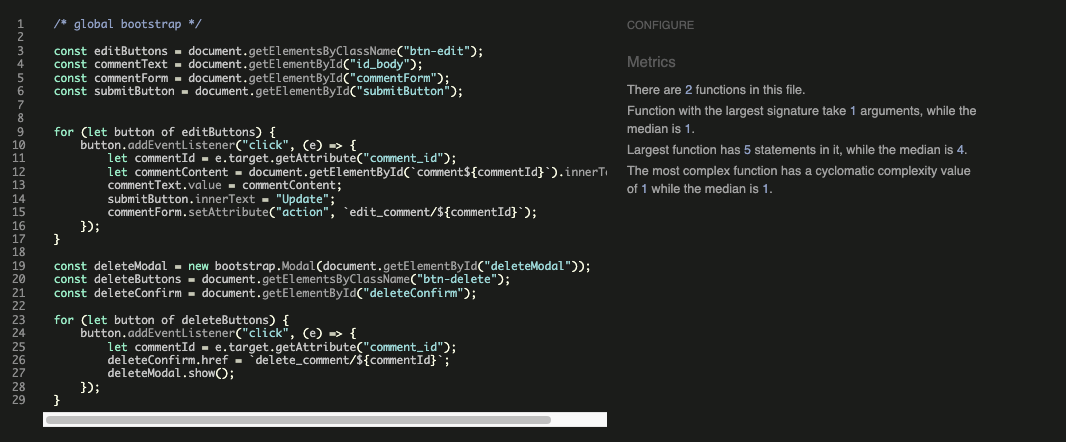 1 /* global bootstrap */
2
3 const editButtons = document.getElementsByClassName("btn-edit");
4 const commentText = document.getElementById("id_body");
5 const commentForm = document.getElementById("commentForm");
6 const submitButton = document.getElementById("submitButton");
7
8
9 for (let button of editButtons) {
10     button.addEventListener("click", (e) => {
11         let commentId = e.target.getAttribute("comment_id");
12         let commentContent = document.getElementById(`comment${commentId}`).innerT
13         commentText.value = commentContent;
14         submitButton.innerText = "Update";
15         commentForm.setAttribute("action", `edit_comment/${commentId}`);
16     });
17 }
18
19 const deleteModal = new bootstrap.Modal(document.getElementById("deleteModal"));
20 const deleteButtons = document.getElementsByClassName("btn-delete");
21 const deleteConfirm = document.getElementById("deleteConfirm");
22
23 for (let button of deleteButtons) {
24     button.addEventListener("click", (e) => {
25         let commentId = e.target.getAttribute("comment_id");
26         deleteConfirm.href = `delete_comment/${commentId}`;
27         deleteModal.show();
28     });
29 }
CONFIGURE
Metrics
There are 2 functions in this file.
Function with the largest signature take 1 arguments, while the
median is 1.
Largest function has 5 statements in it, while the median is 4.
The most complex function has a cyclomatic complexity value
of 1 while the median is 1.